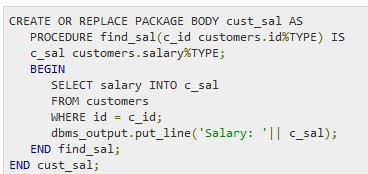 CREATE OR REPLACE PACKAGE BODY cust_sal AS
PROCEDURE find_sal(c_id customers.id%TYPE) IS
c_sal customers.salary%TYPE;
BEGIN
SELECT salary INTO c_sal
FROM customers
WHERE id = c_id;
dbms_output.put_line('Salary: '|| c_sal);
END find_sal;
END cust_sal;